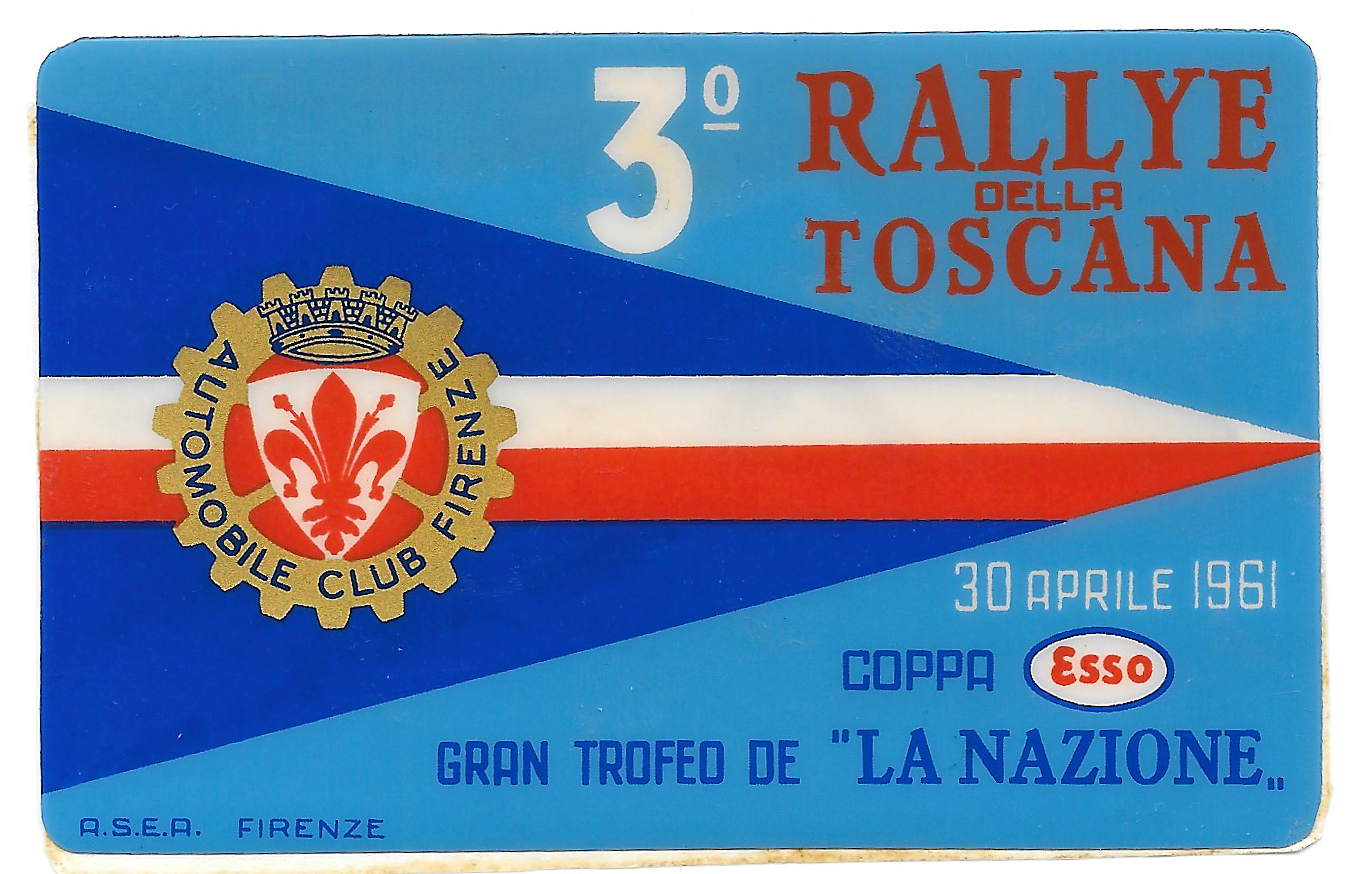 3º
RALLYE
DELLA
TOSCANA
AUTOMOBILE CLUB FIRENZE
30 APRILE 1961
COPPA Esso
GRAN TROFEO DE "LA NAZIONE„
A.S.E.A. FIRENZE